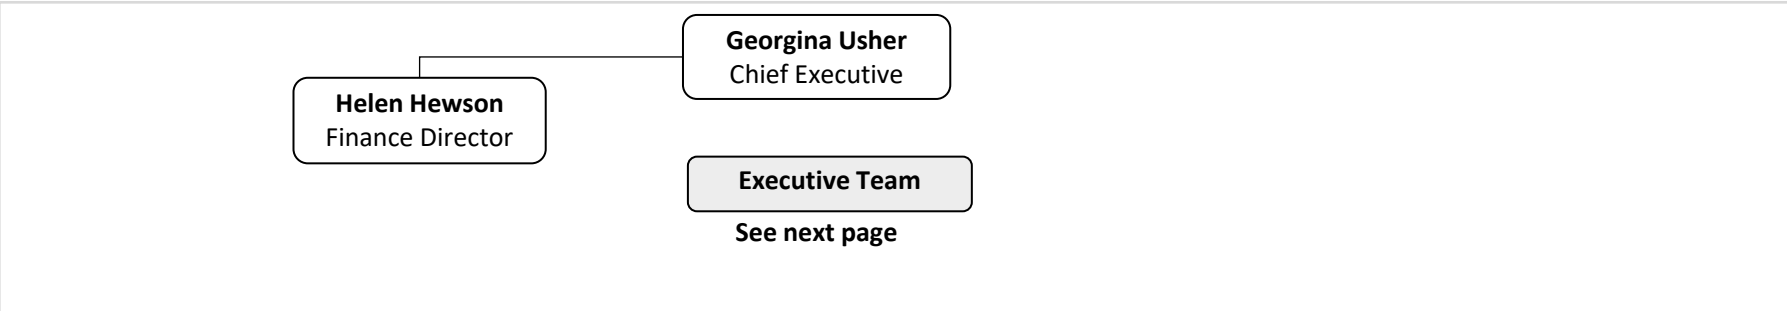 Georgina Usher
Chief Executive
Helen Hewson
Finance Director
Executive Team
See next page